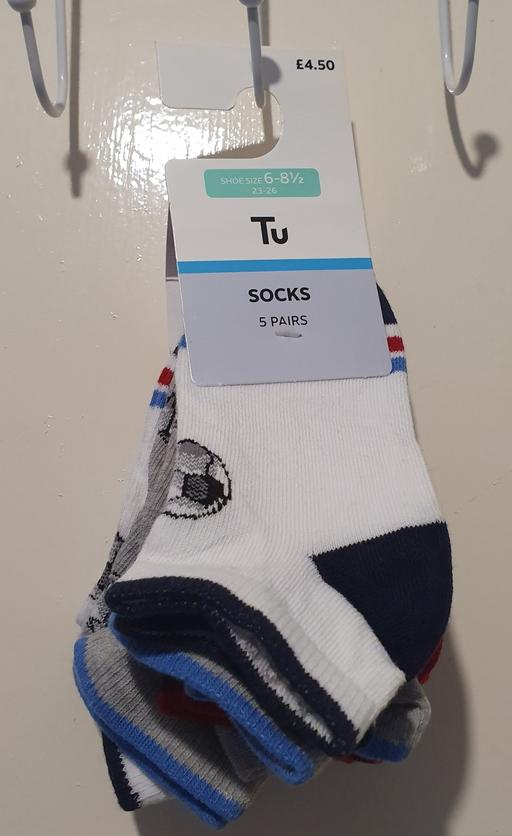 £4.50
SHOE SIZE 6-8½
23-26
Tu
SOCKS
5 PAIRS